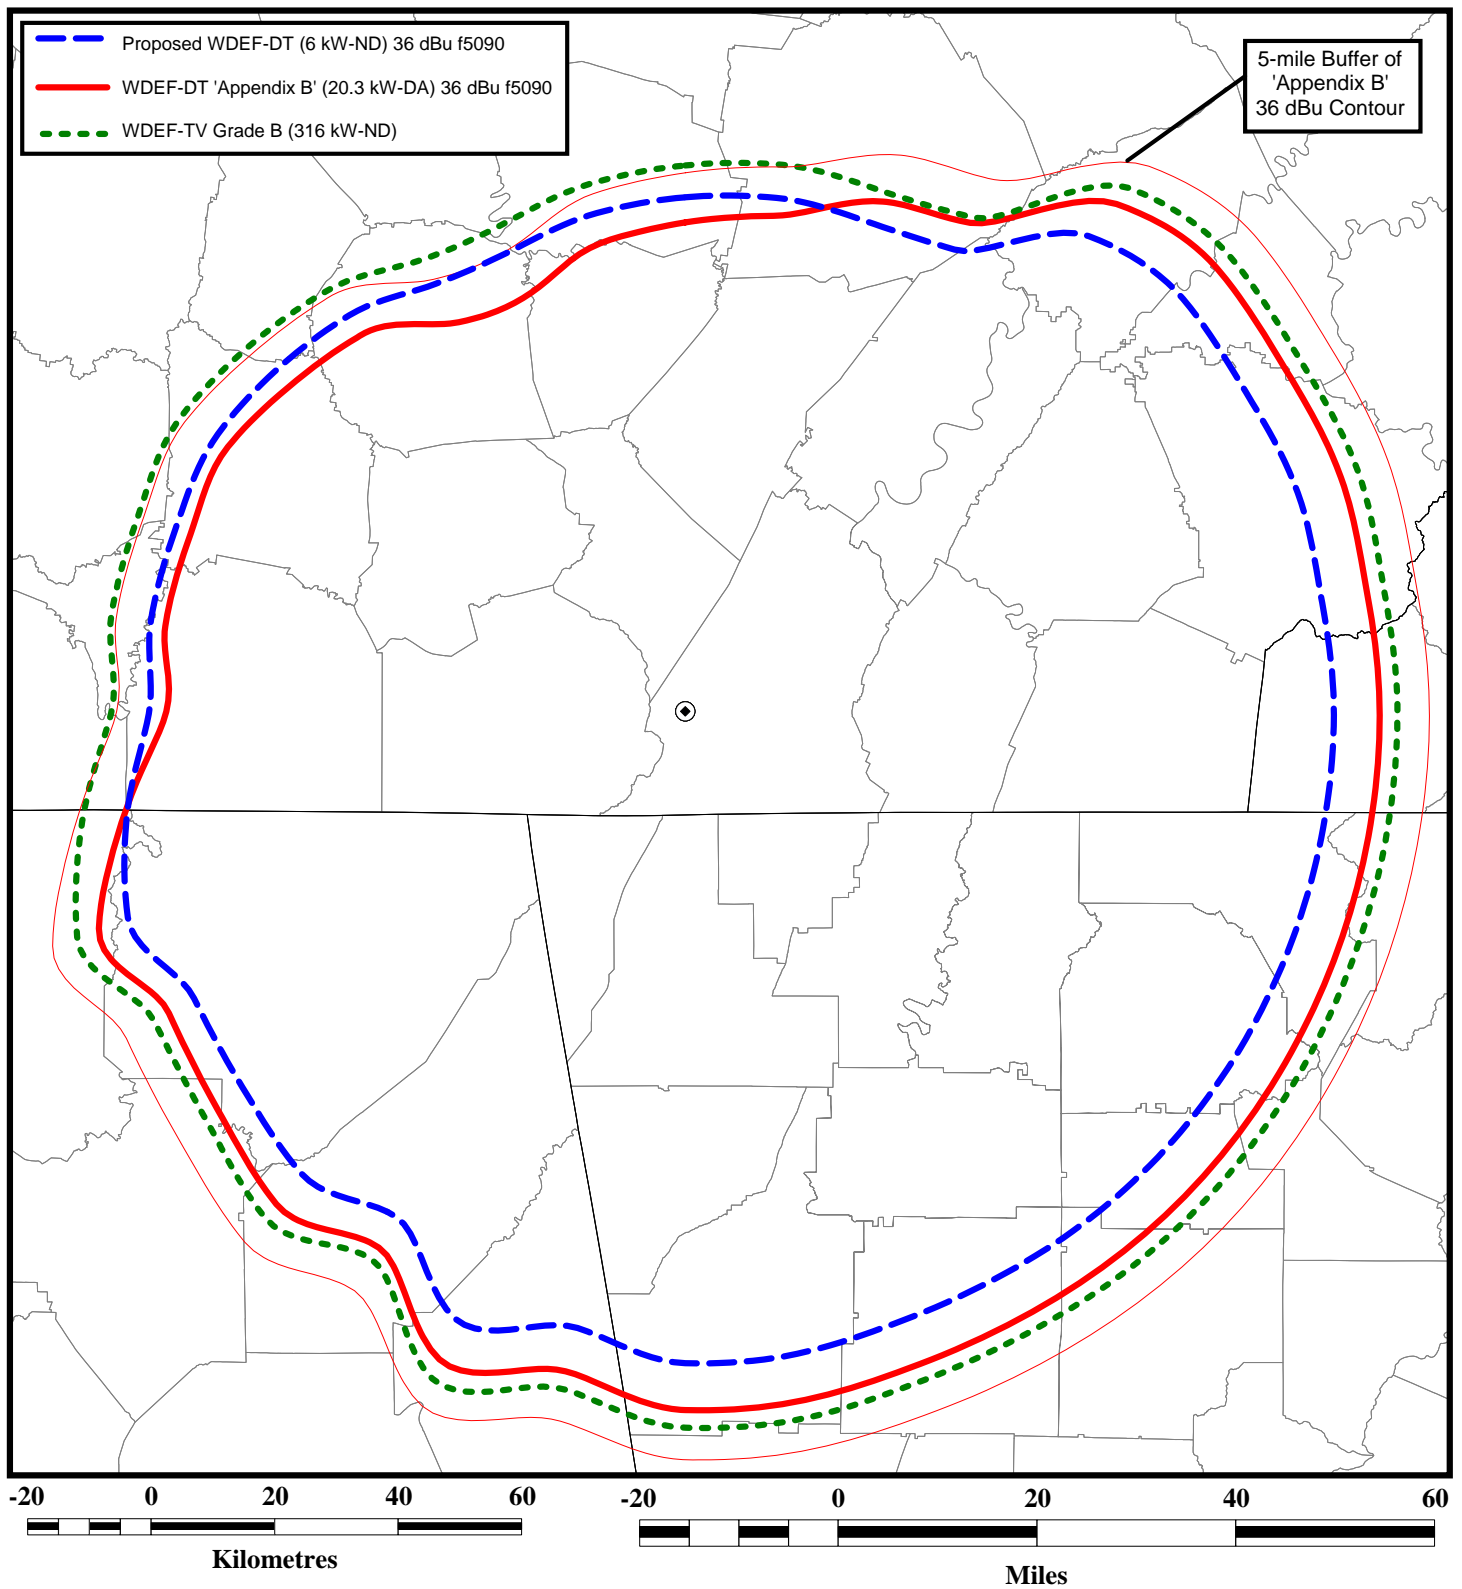 Proposed WDEF-DT (6 kW-ND) 36 dBu f5090
WDEF-DT 'Appendix B' (20.3 kW-DA) 36 dBu f5090
WDEF-TV Grade B (316 kW-ND)
5-mile Buffer of
'Appendix B'
36 dBu Contour
-20 0 20 40 60
Kilometres
-20 0 20 40 60
Miles